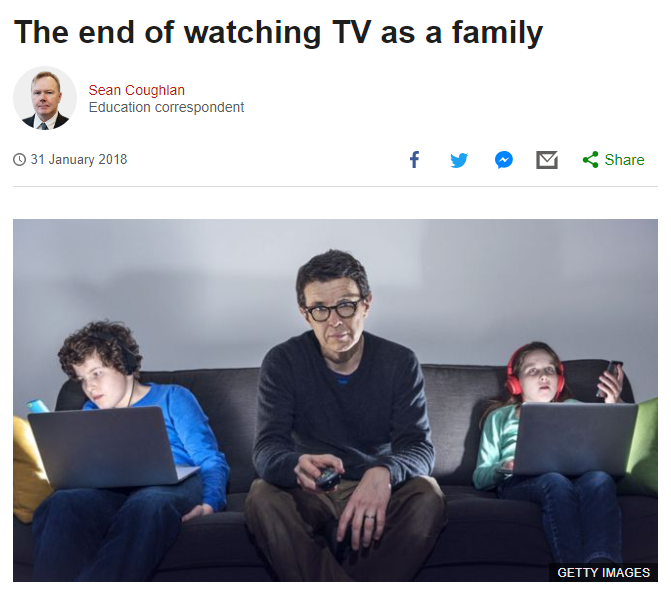 The end of watching TV as a family
Sean Coughlan
Education correspondent
31 January 2018
Share
GETTY IMAGES